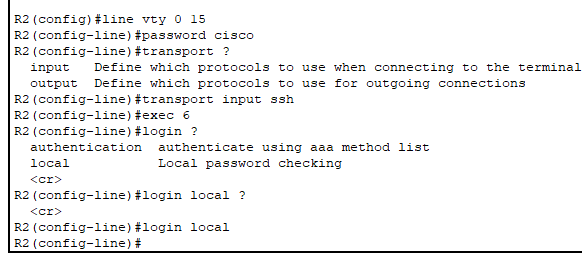 R2(config)#line vty 0 15
R2(config-line)#password cisco
R2(config-line)#transport ?
  input   Define which protocols to use when connecting to the terminal
  output  Define which protocols to use for outgoing connections
R2(config-line)#transport input ssh
R2(config-line)#exec 6
R2(config-line)#login ?
  authentication  authenticate using aaa method list
  local           Local password checking
  <cr>
R2(config-line)#login local ?
  <cr>
R2(config-line)#login local
R2(config-line)#